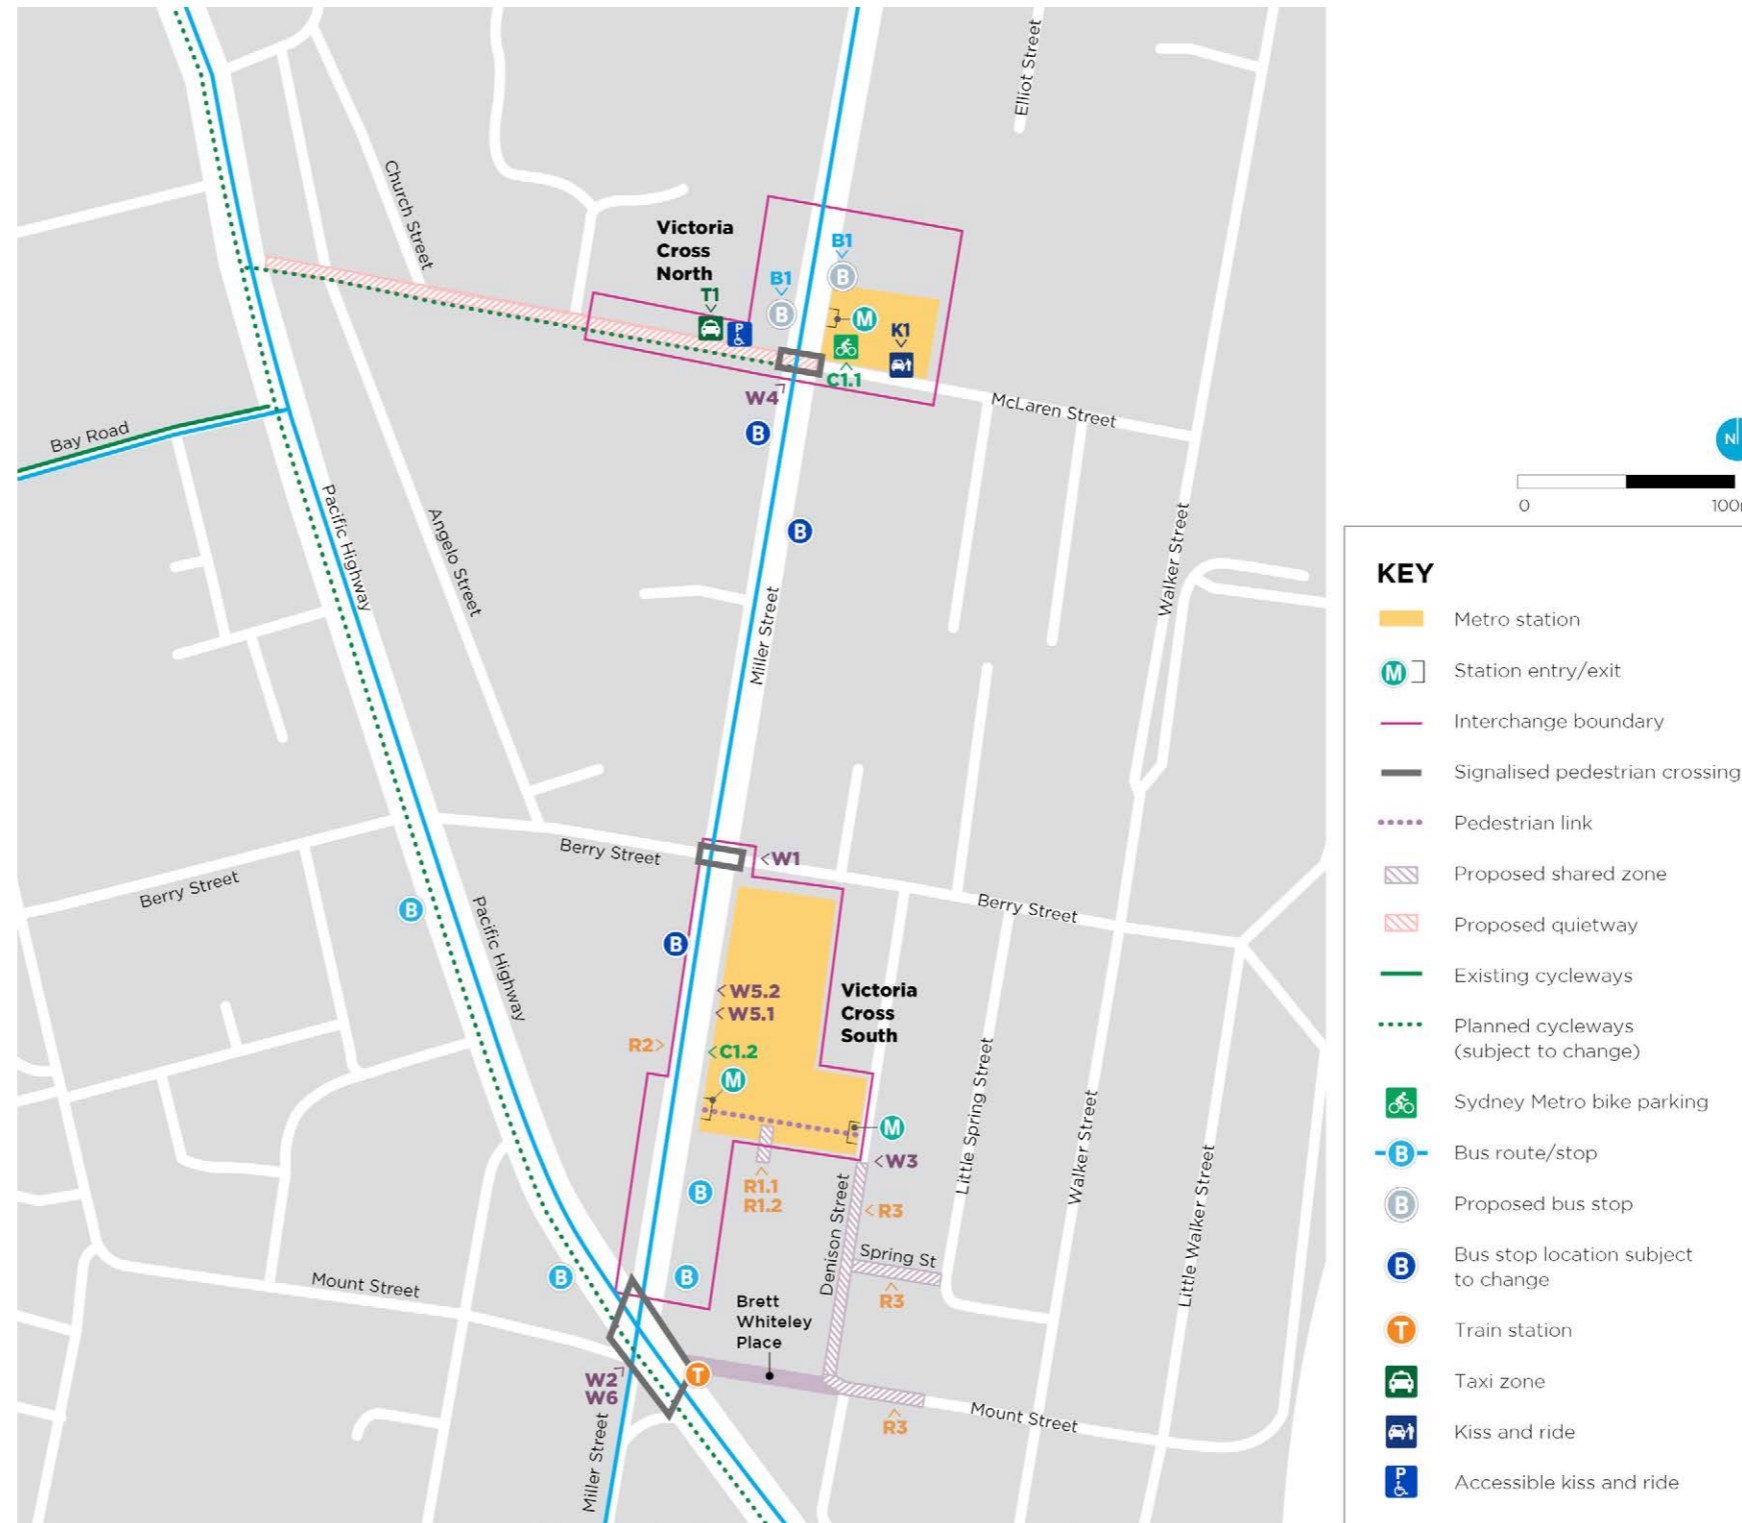 Elliot Street
Church Street
Victoria
Cross
North
B1
B
B1
B
T1
P
M
K1
C1.1
W4
McLaren Street
B
Bay Road
Pacific Highway
Angelo Street
B
Miller Street
Walker Street
Berry Street
W1
Berry Street
Berry Street
B
Pacific Highway
B
W5.2
W5.1
Victoria
Cross
South
R2
C1.2
M
M
W3
Little Spring Street
Walker Street
Little Walker Street
B
R1.1
R1.2
Denison Street
R3
Spring St
R3
B
B
Mount Street
Brett
Whiteley
Place
T
W2
W6
Miller Street
R3
Mount Street
N
0
KEY
Metro station
M Station entry/exit
Interchange boundary
Signalised pedestrian crossing
Pedestrian link
Proposed shared zone
Proposed quietway
Existing cycleways
Planned cycleways
(subject to change)
Sydney Metro bike parking
B Bus route/stop
B Proposed bus stop
B Bus stop location subject
to change
T Train station
Taxi zone
Kiss and ride
P Accessible kiss and ride